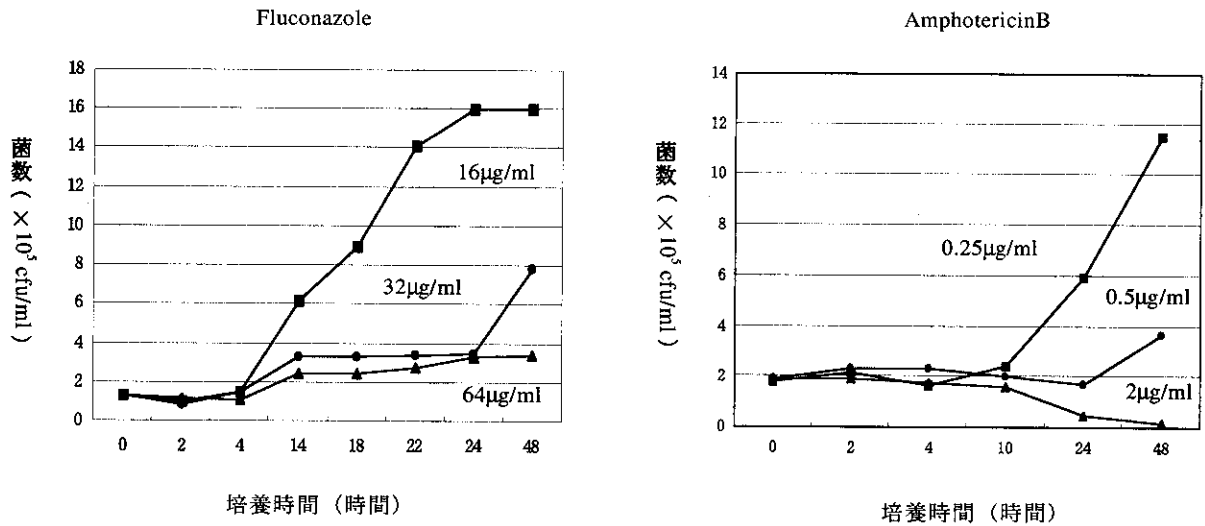 Fluconazole
18
16
14
12
10
8
6
4
2
0
菌数(×10⁵ cfu/ml)
16μg/ml
32μg/ml
64μg/ml
0 2 4 14 18 22 24 48
培養時間(時間)
AmphotericinB
14
12
10
8
6
4
2
0
菌数(×10⁵ cfu/ml)
0.25μg/ml
0.5μg/ml
2μg/ml
0 2 4 10 24 48
培養時間(時間)